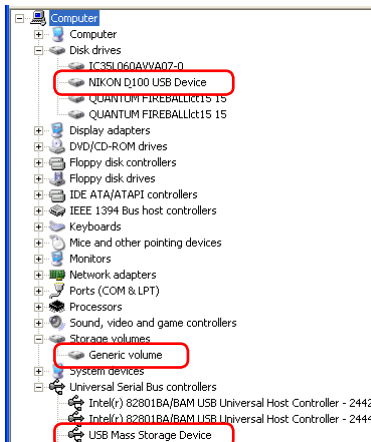 Computer
Computer
Disk drives
IC35L060AVVA07-0
NIKON D100 USB Device
QUANTUM FIREBALLlct15 15
QUANTUM FIREBALLlct15 15
Display adapters
DVD/CD-ROM drives
Floppy disk controllers
Floppy disk drives
IDE ATA/ATAPI controllers
IEEE 1394 Bus host controllers
Keyboards
Mice and other pointing devices
Monitors
Network adapters
Ports (COM & LPT)
Processors
Sound, video and game controllers
Storage volumes
Generic volume
System devices
Universal Serial Bus controllers
Intel(r) 82801BA/BAM USB Universal Host Controller - 2442
Intel(r) 82801BA/BAM USB Universal Host Controller - 2444
USB Mass Storage Device